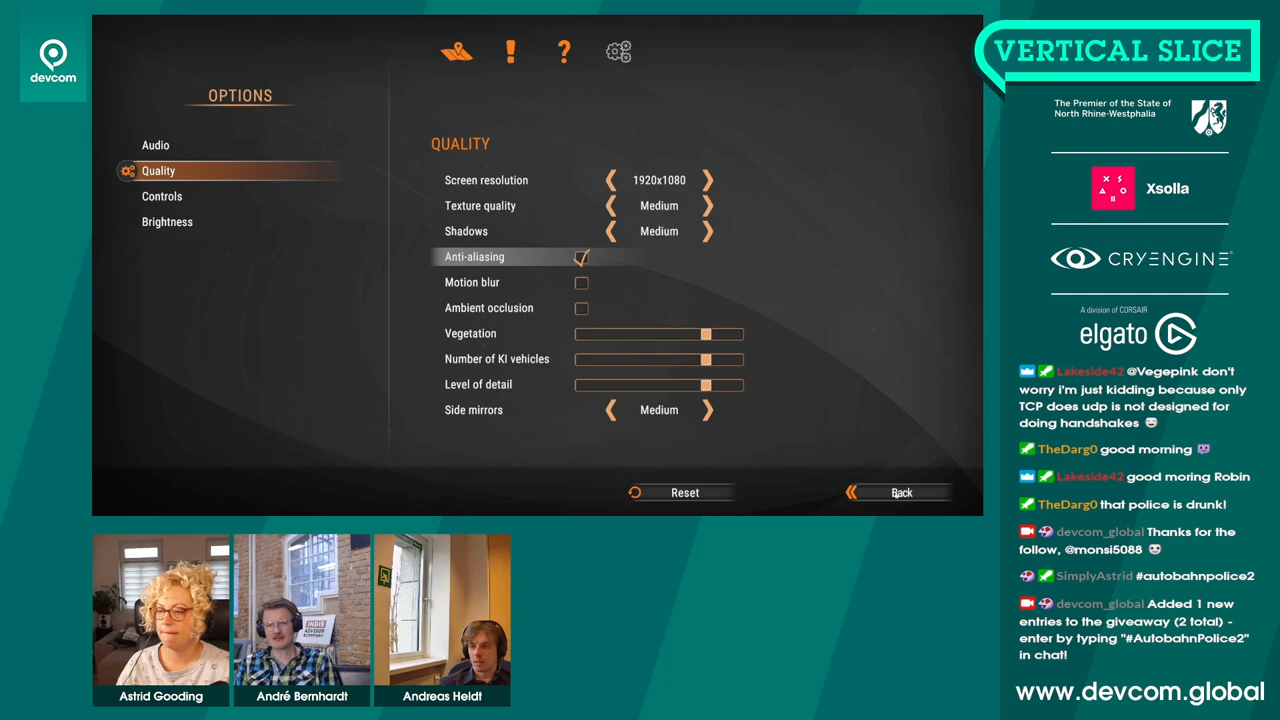 devcom
OPTIONS
Audio
Quality
Controls
Brightness
QUALITY
Screen resolution 1920x1080
Texture quality Medium
Shadows Medium
Anti-aliasing
Motion blur
Ambient occlusion
Vegetation
Number of KI vehicles
Level of detail
Side mirrors Medium
Reset
Back
VERTICAL SLICE
The Premier of the State of
North Rhine-Westphalia
Xsolla
CRYENGINE
A division of CORSAIR
elgato
Lakeside42 @Vegepink don't
worry i'm just kidding because only
TCP does udp is not designed for
doing handshakes
TheDarg0 good morning
Lakeside42 good moring Robin
TheDarg0 that police is drunk!
devcom_global Thanks for the
follow, @monsi5088
SimplyAstrid #autobahnpolice2
devcom_global Added 1 new
entries to the giveaway (2 total) -
enter by typing "#AutobahnPolice2"
in chat!
www.devcom.global
INDIE
ADVISOR
&COMPANY
Astrid Gooding
André Bernhardt
Andreas Heldt